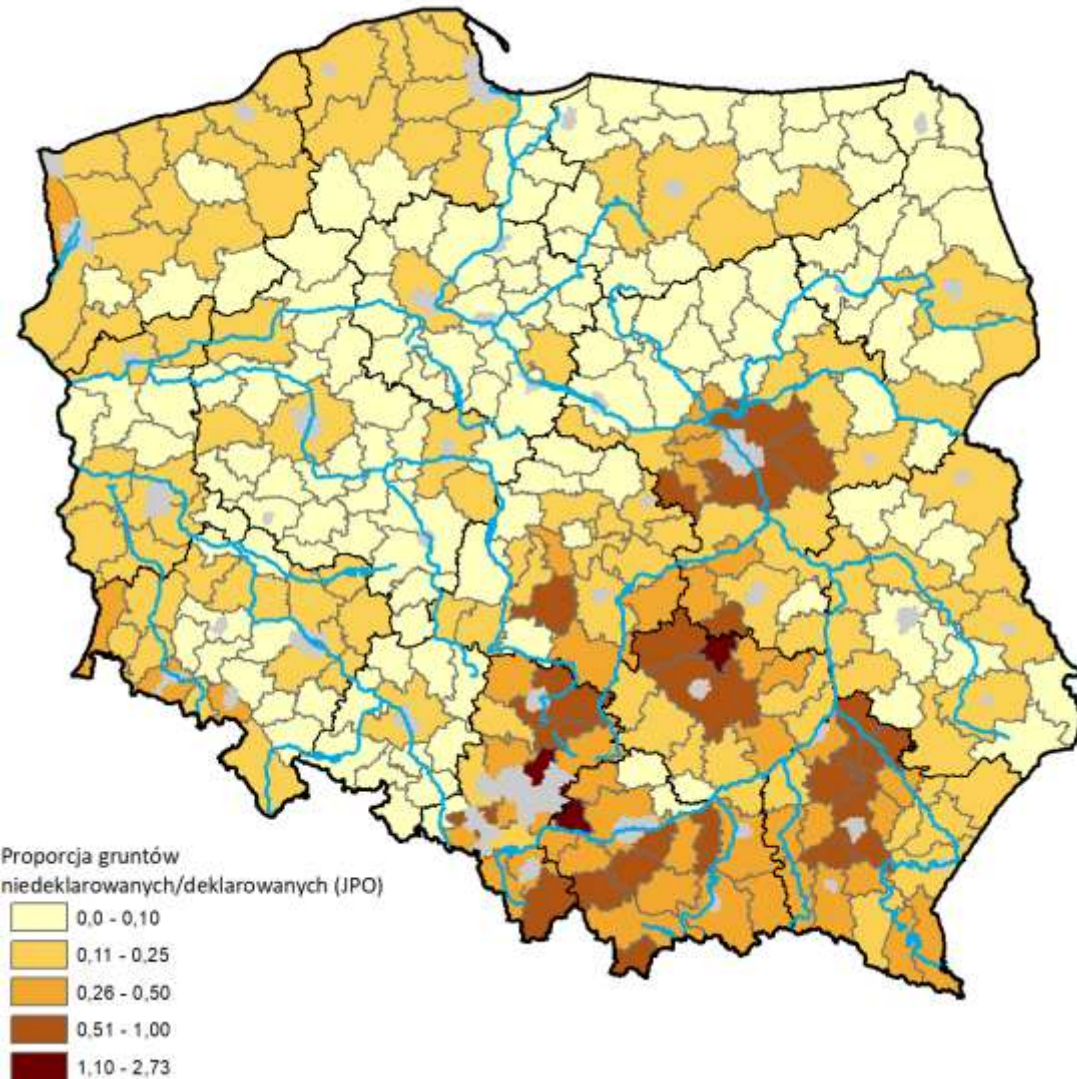 Proporcja gruntów
niedeklarowanych/deklarowanych (JPO)
0,0 - 0,10
0,11 - 0,25
0,26 - 0,50
0,51 - 1,00
1,10 - 2,73